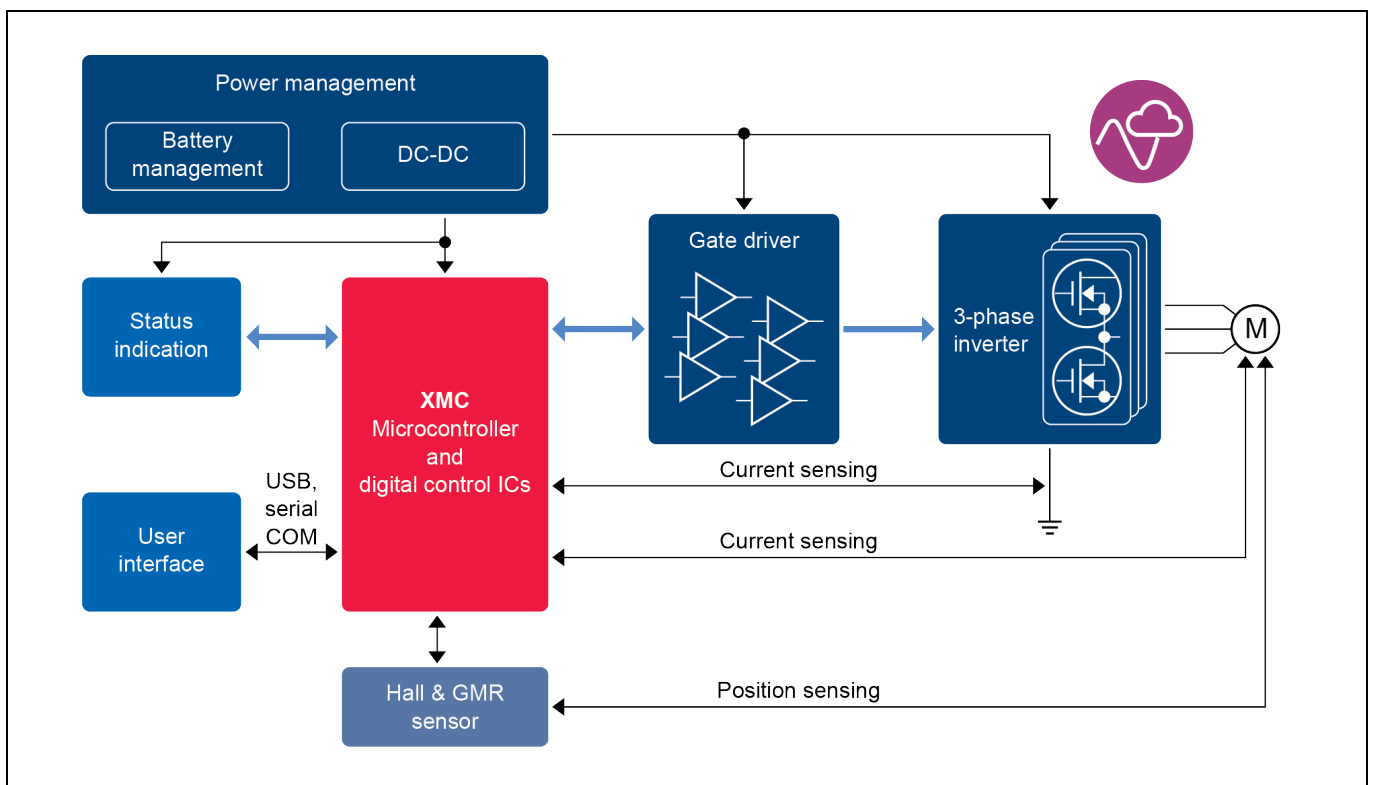 Power management
Battery
management
DC-DC
Gate driver
3-phase
inverter
M
Status
indication
XMC
Microcontroller
and
digital control ICs
USB,
serial
COM
User
interface
Current sensing
Current sensing
Hall & GMR
sensor
Position sensing